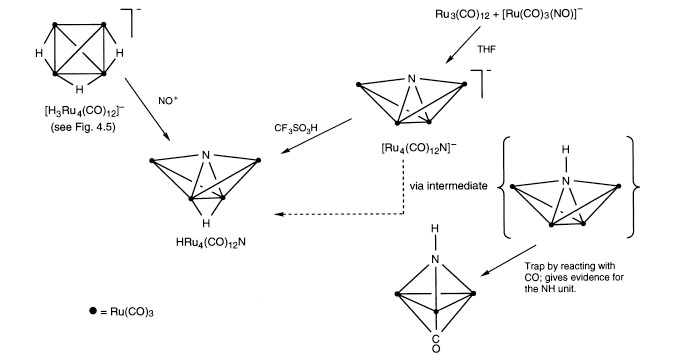 Ru3(CO)12 + [Ru(CO)3(NO)]⁻
THF
H
H
H
[H3Ru4(CO)12]⁻
(see Fig. 4.5)
NO⁺
N
[Ru4(CO)12N]⁻
CF3SO3H
N
H
HRu4(CO)12N
via intermediate
H
N
Trap by reacting with
CO; gives evidence for
the NH unit.
H
N
C
O
● = Ru(CO)3